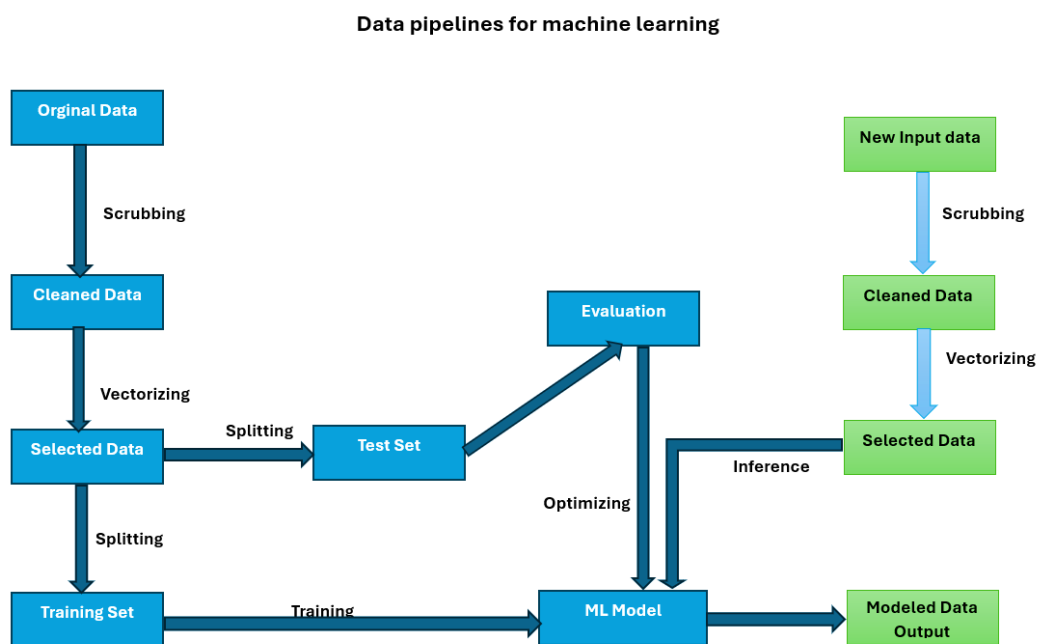 Data pipelines for machine learning
Orginal Data
New Input data
Scrubbing
Scrubbing
Cleaned Data
Evaluation
Cleaned Data
Vectorizing
Vectorizing
Selected Data
Splitting
Test Set
Selected Data
Inference
Optimizing
Splitting
Training Set
Training
ML Model
Modeled Data
Output